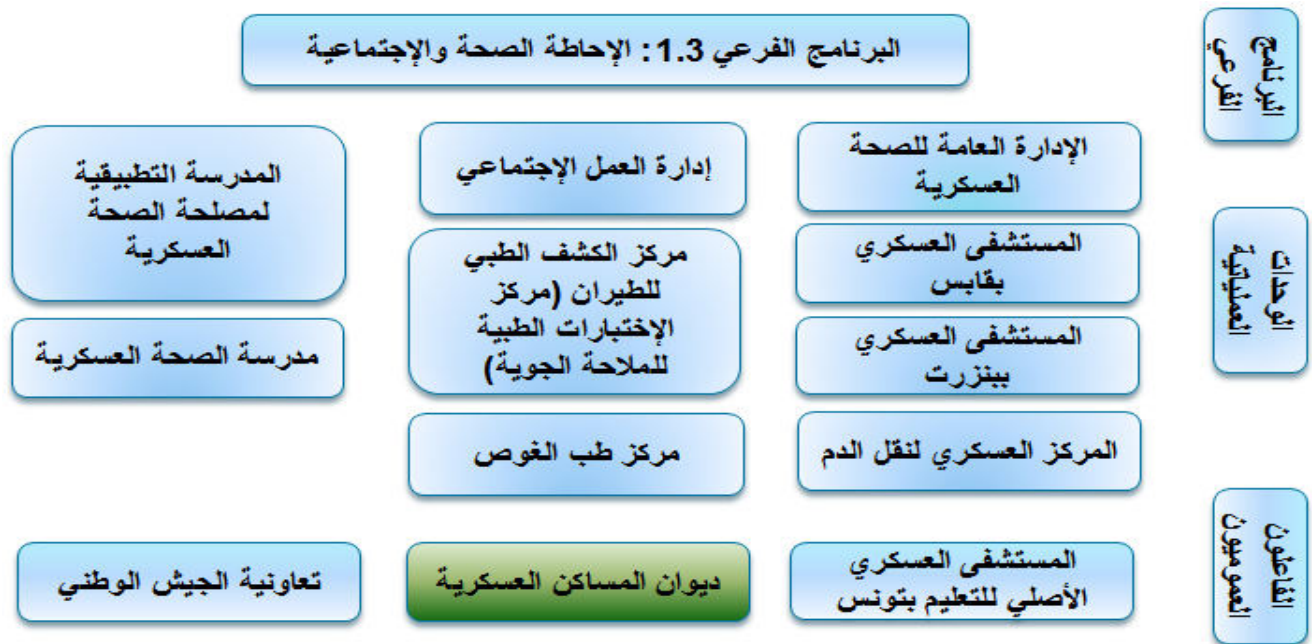 البرنامج الفرعي 1.3: الإحاطة الصحة والإجتماعية
البرنامج
الفرعي
الإدارة العامة للصحة
العسكرية
إدارة العمل الإجتماعي
المدرسة التطبيقية
لمصلحة الصحة
العسكرية
الوحدات
العملياتية
المستشفى العسكري
بقابس
مركز الكشف الطبي
للطيران (مركز
الإختبارات الطبية
للملاحة الجوية)
مدرسة الصحة العسكرية
المستشفى العسكري
ببنزرت
المركز العسكري لنقل الدم
مركز طب الغوص
الفاعلون
العموميون
المستشفى العسكري
الأصلي للتعليم بتونس
ديوان المساكن العسكرية
تعاونية الجيش الوطني